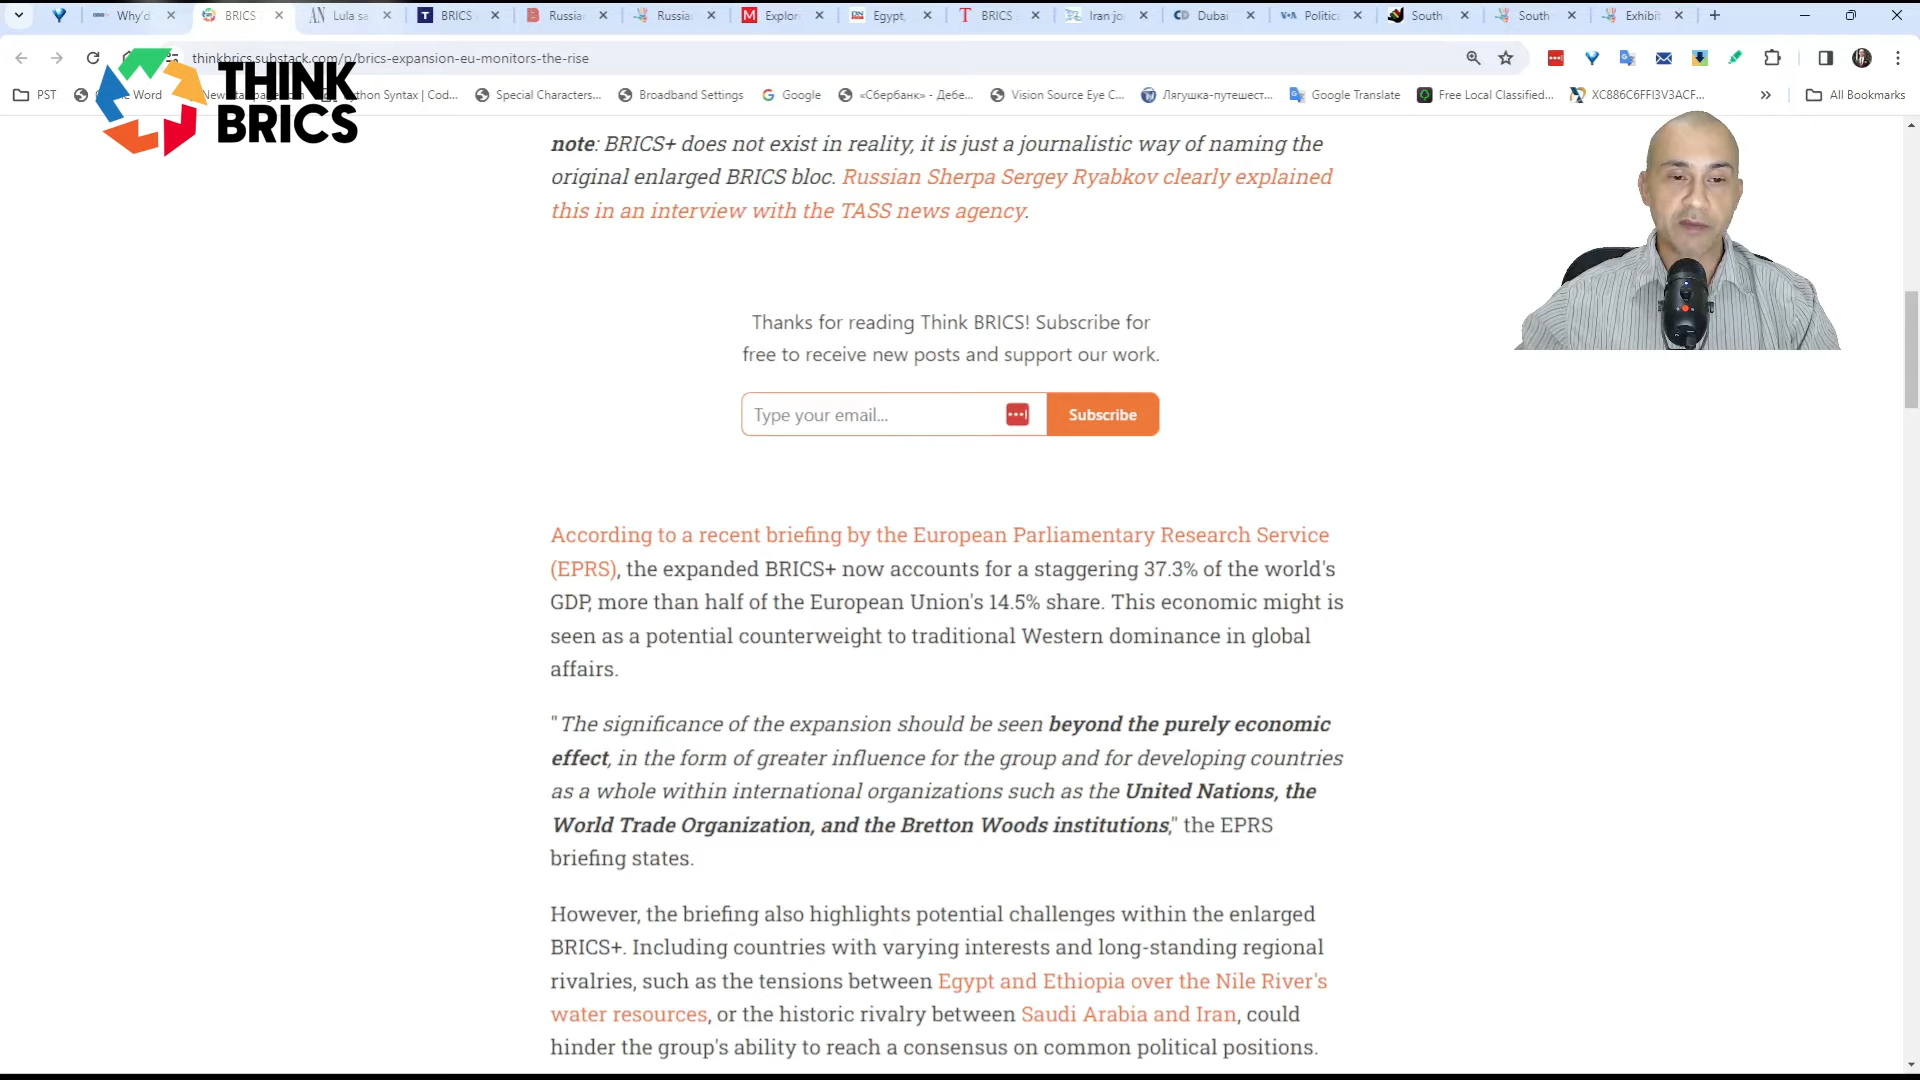 Why'd
BRICS
Lula sa
BRICS
Russia
Russia
Explor
Egypt,
BRICS
Iran jo
Dubai
Politic
South
South
Exhibit
thinkbrics.substack.com/p/brics-expansion-eu-monitors-the-rise
PST
Word
Python Syntax | Cod...
Special Characters...
Broadband Settings
Google
«Сбербанк» - Дебе...
Vision Source Eye C...
Лягушка-путешест...
Google Translate
Free Local Classified...
XC886C6FFI3V3ACF...
All Bookmarks
THINK
BRICS
note: BRICS+ does not exist in reality, it is just a journalistic way of naming the
original enlarged BRICS bloc. Russian Sherpa Sergey Ryabkov clearly explained
this in an interview with the TASS news agency.
Thanks for reading Think BRICS! Subscribe for
free to receive new posts and support our work.
Type your email...
Subscribe
According to a recent briefing by the European Parliamentary Research Service
(EPRS), the expanded BRICS+ now accounts for a staggering 37.3% of the world's
GDP, more than half of the European Union's 14.5% share. This economic might is
seen as a potential counterweight to traditional Western dominance in global
affairs.
"The significance of the expansion should be seen beyond the purely economic
effect, in the form of greater influence for the group and for developing countries
as a whole within international organizations such as the United Nations, the
World Trade Organization, and the Bretton Woods institutions," the EPRS
briefing states.
However, the briefing also highlights potential challenges within the enlarged
BRICS+. Including countries with varying interests and long-standing regional
rivalries, such as the tensions between Egypt and Ethiopia over the Nile River's
water resources, or the historic rivalry between Saudi Arabia and Iran, could
hinder the group's ability to reach a consensus on common political positions.